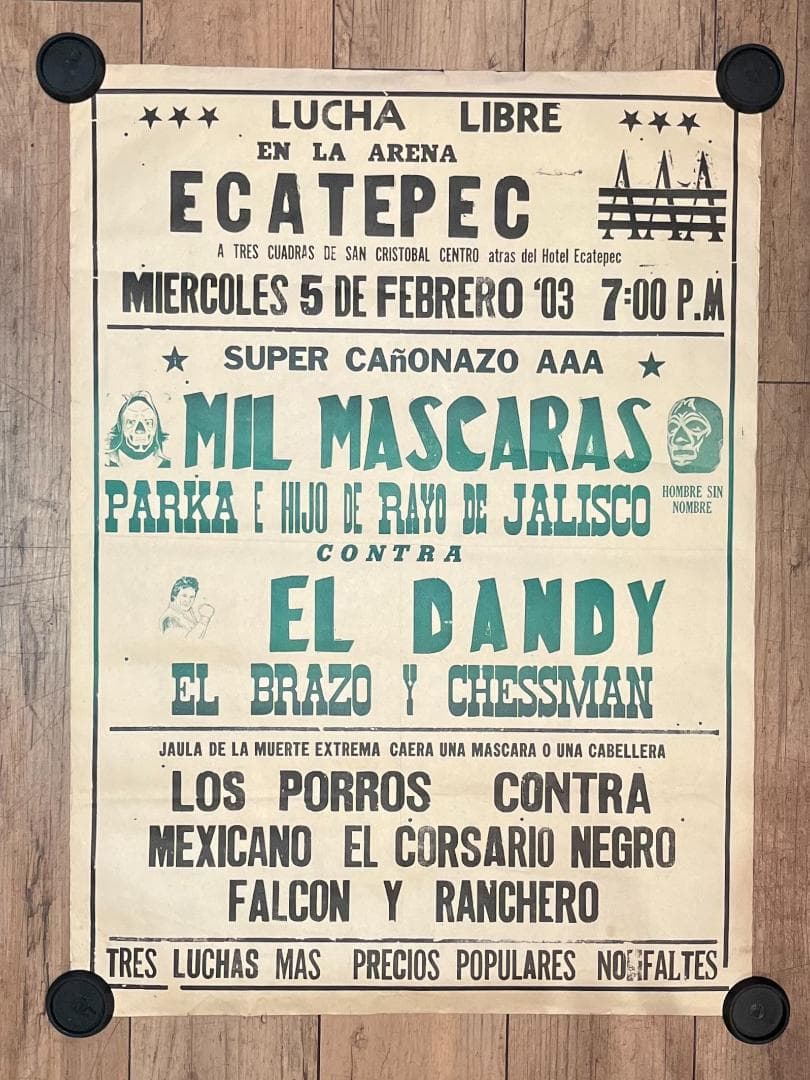 LUCHA LIBRE
EN LA ARENA
ECATEPEC
AAA
A TRES CUADRAS DE SAN CRISTOBAL CENTRO atras del Hotel Ecatepec
MIERCOLES 5 DE FEBRERO '03 7:00 P.M
SUPER CAñONAZO AAA
MIL MASCARAS
PARKA E HIJO DE RAYO DE JALISCO
HOMBRE SIN
NOMBRE
CONTRA
EL DANDY
EL BRAZO Y CHESSMAN
JAULA DE LA MUERTE EXTREMA CAERA UNA MASCARA O UNA CABELLERA
LOS PORROS CONTRA
MEXICANO EL CORSARIO NEGRO
FALCON Y RANCHERO
TRES LUCHAS MAS PRECIOS POPULARES NO FALTES